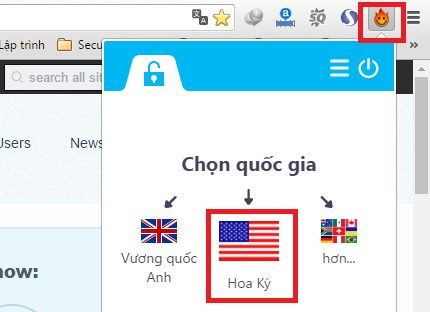 Lập trình
Secu
»
search all sit
Users
News
Chọn quốc gia
Vương quốc
Anh
Hoa Kỳ
hơn...
now: